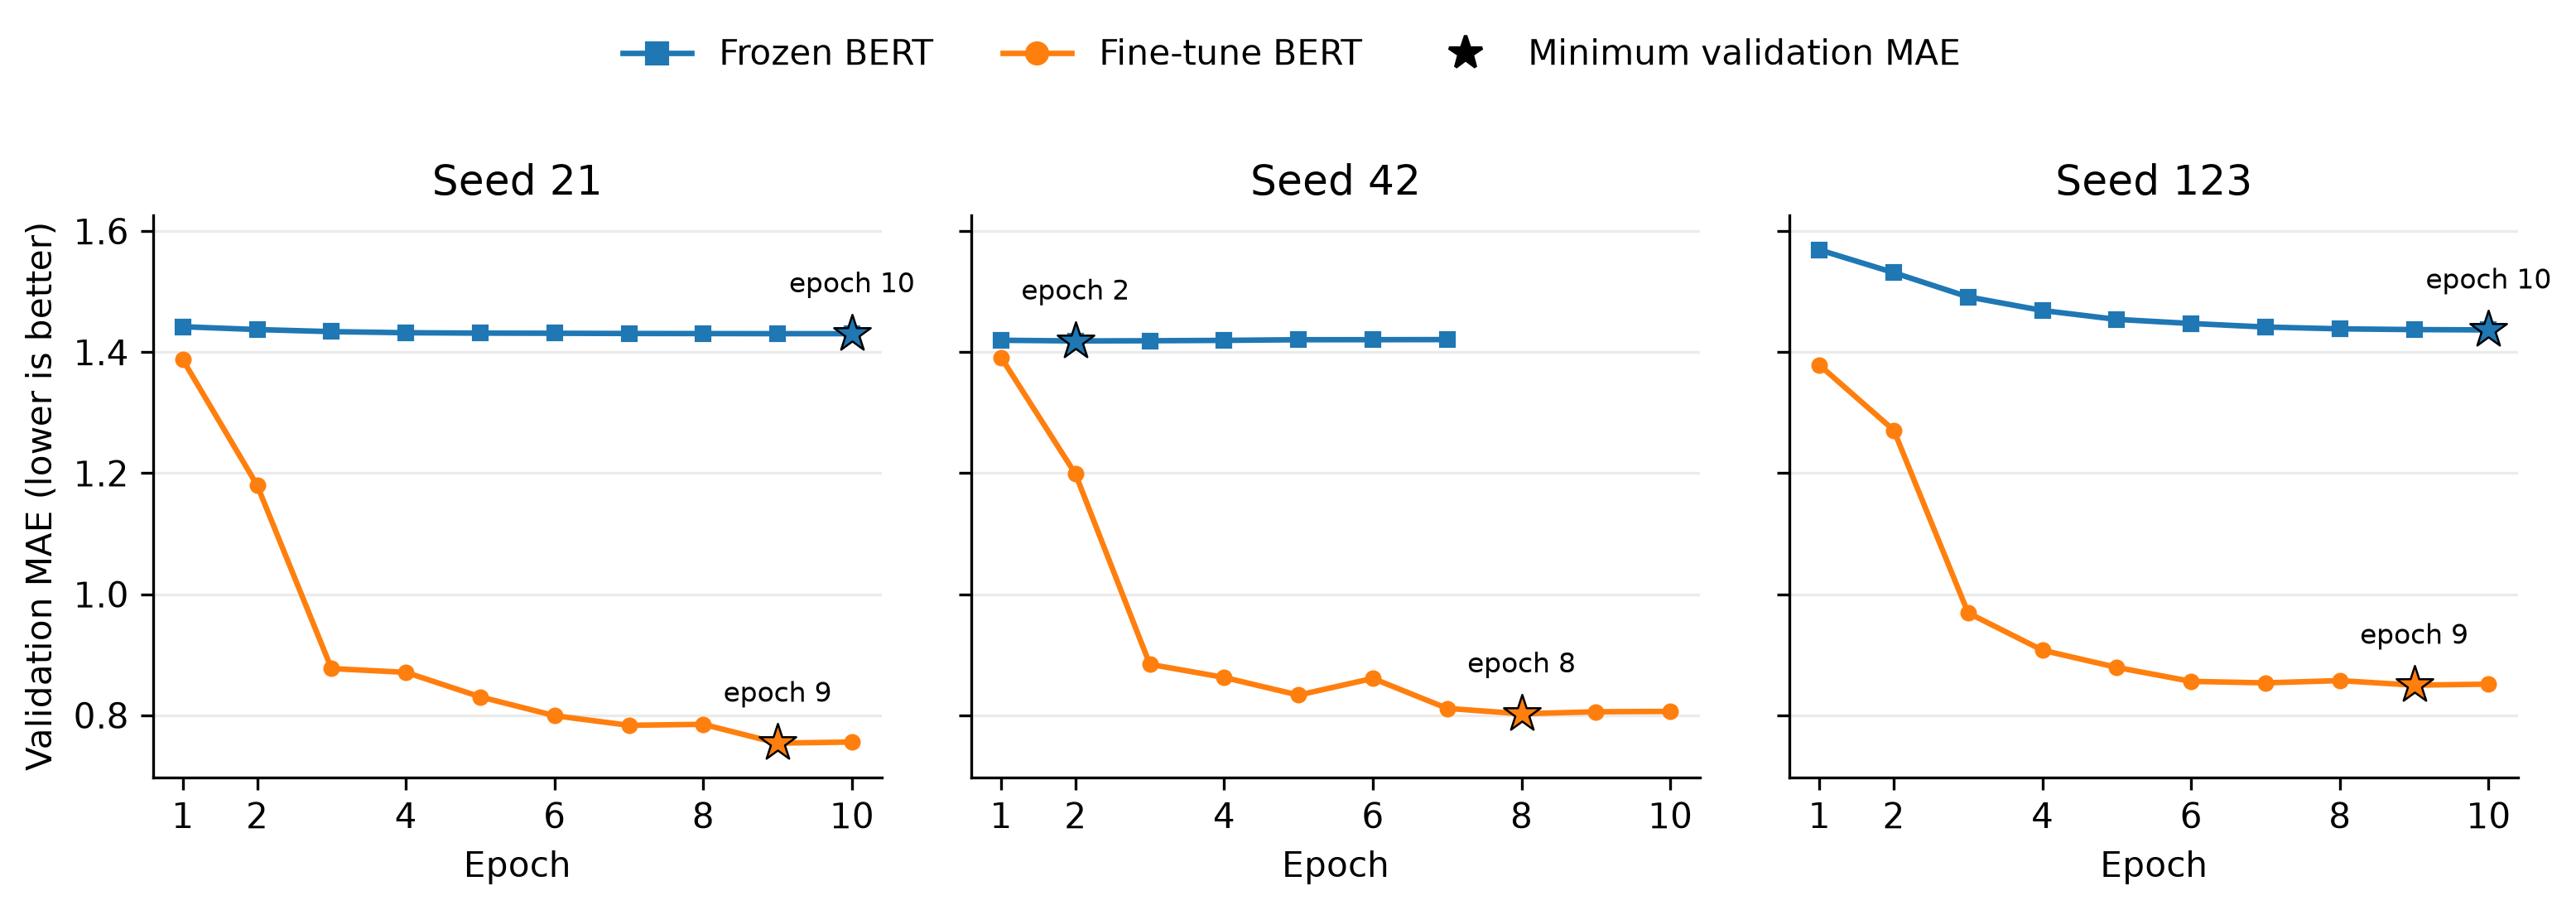 Frozen BERT Fine-tune BERT Minimum validation MAE
Seed 21 Seed 42 Seed 123
Validation MAE (lower is better)
1.6
1.4
1.2
1.0
0.8
epoch 10
epoch 9
epoch 2
epoch 8
epoch 10
epoch 9
1 2 4 6 8 10 1 2 4 6 8 10 1 2 4 6 8 10
Epoch Epoch Epoch